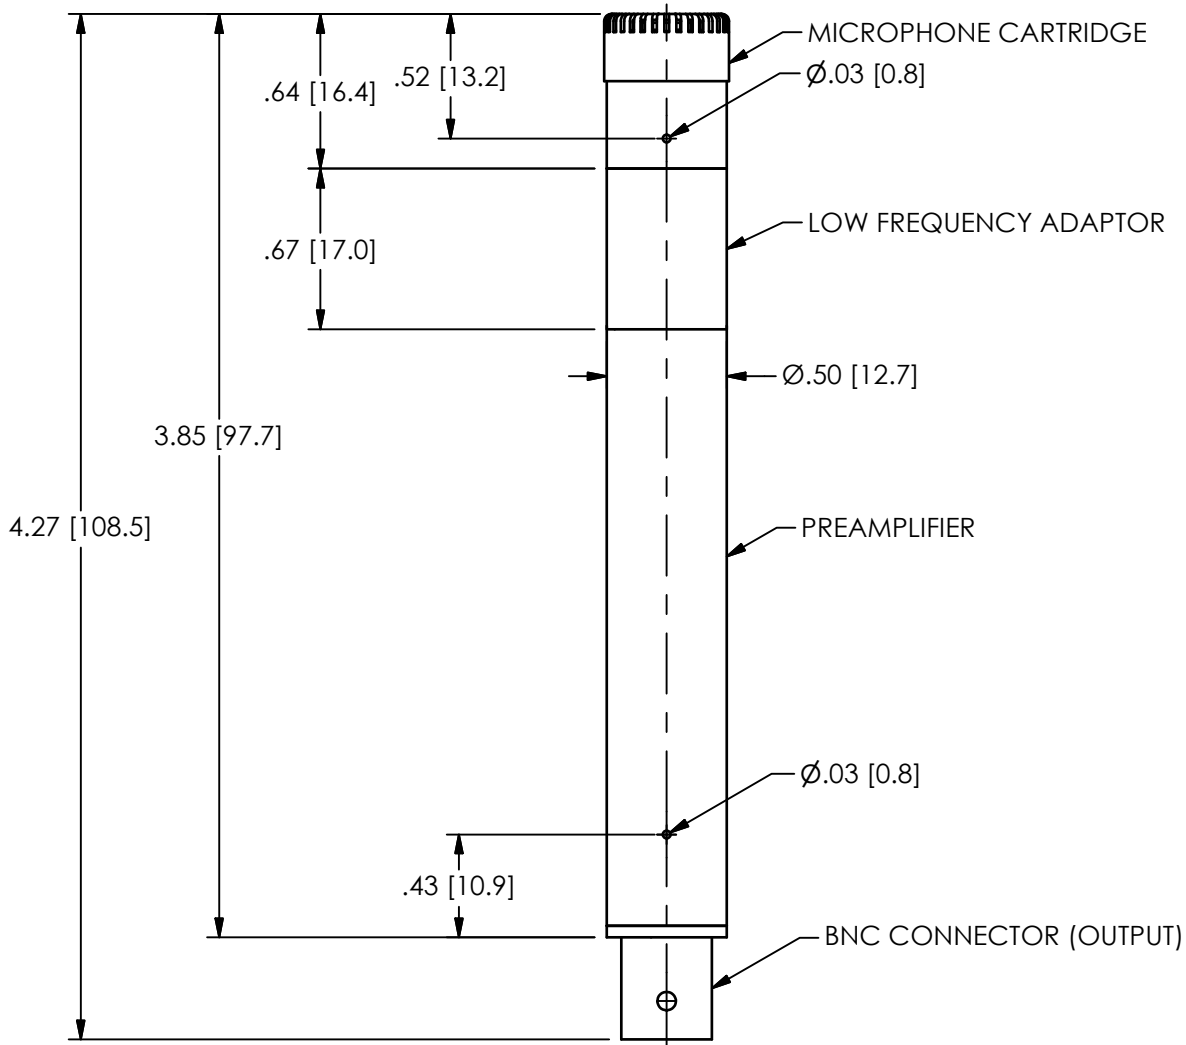 MICROPHONE CARTRIDGE
.64 [16.4]
.52 [13.2]
Ø.03 [0.8]
LOW FREQUENCY ADAPTOR
.67 [17.0]
Ø.50 [12.7]
3.85 [97.7]
4.27 [108.5]
PREAMPLIFIER
Ø.03 [0.8]
.43 [10.9]
BNC CONNECTOR (OUTPUT)